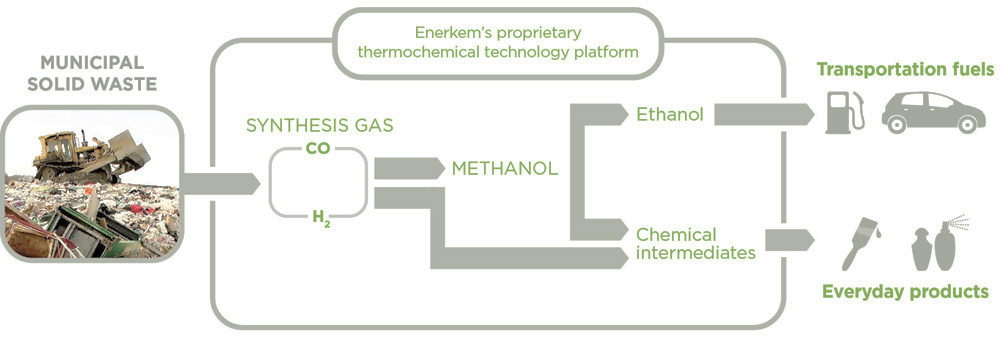 Enerkem's proprietary
thermochemical technology platform
MUNICIPAL
SOLID WASTE
SYNTHESIS GAS
CO
H₂
METHANOL
Ethanol
Chemical
intermediates
Transportation fuels
Everyday products